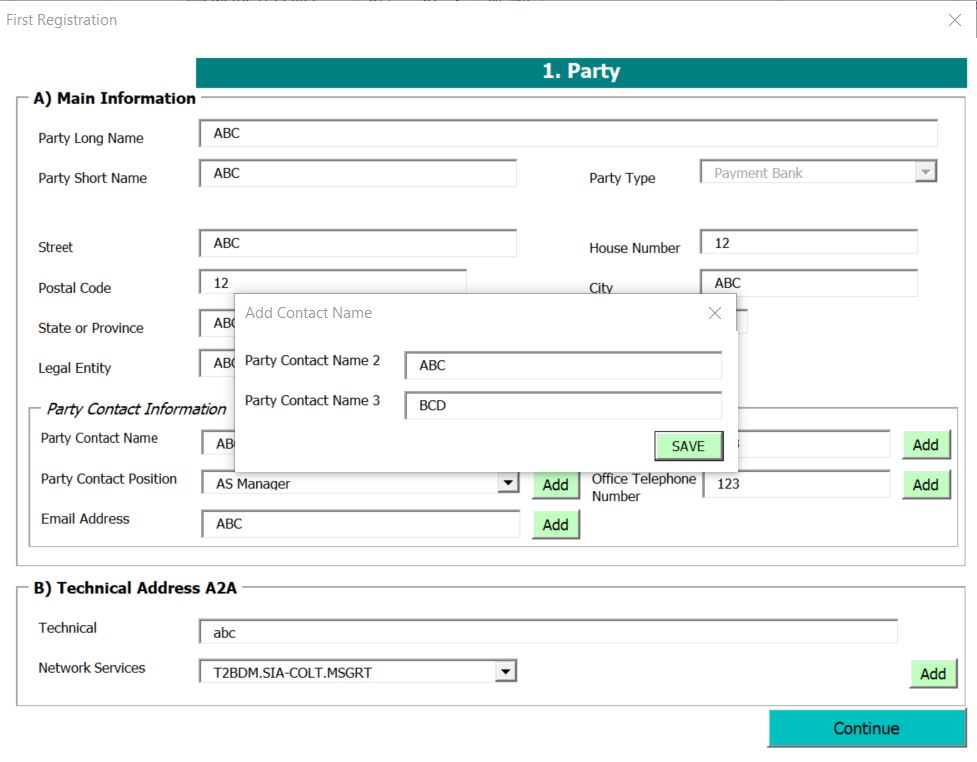 First Registration
1. Party
A) Main Information
Party Long Name ABC
Party Short Name ABC Party Type Payment Bank
Street ABC House Number 12
Postal Code 12 City ABC
State or Province
Legal Entity
Add Contact Name
Party Contact Name 2 ABC
Party Contact Name 3 BCD
SAVE
Party Contact Information
Party Contact Name Add
Party Contact Position AS Manager Add Office Telephone Number 123 Add
Email Address ABC Add
B) Technical Address A2A
Technical abc
Network Services T2BDM.SIA-COLT.MSGRT Add
Continue